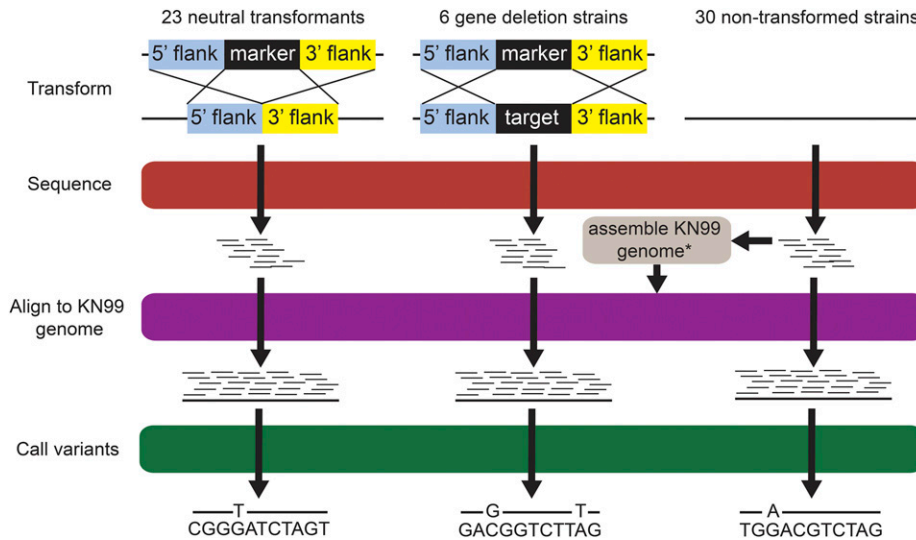 23 neutral transformants
6 gene deletion strains
30 non-transformed strains
5' flank marker 3' flank
5' flank marker 3' flank
Transform
5' flank 3' flank
5' flank target 3' flank
Sequence
assemble KN99
genome*
Align to KN99
genome
Call variants
T
G T
A
CGGGATCTAGT
GACGGTCTTAG
TGGACGTCTAG